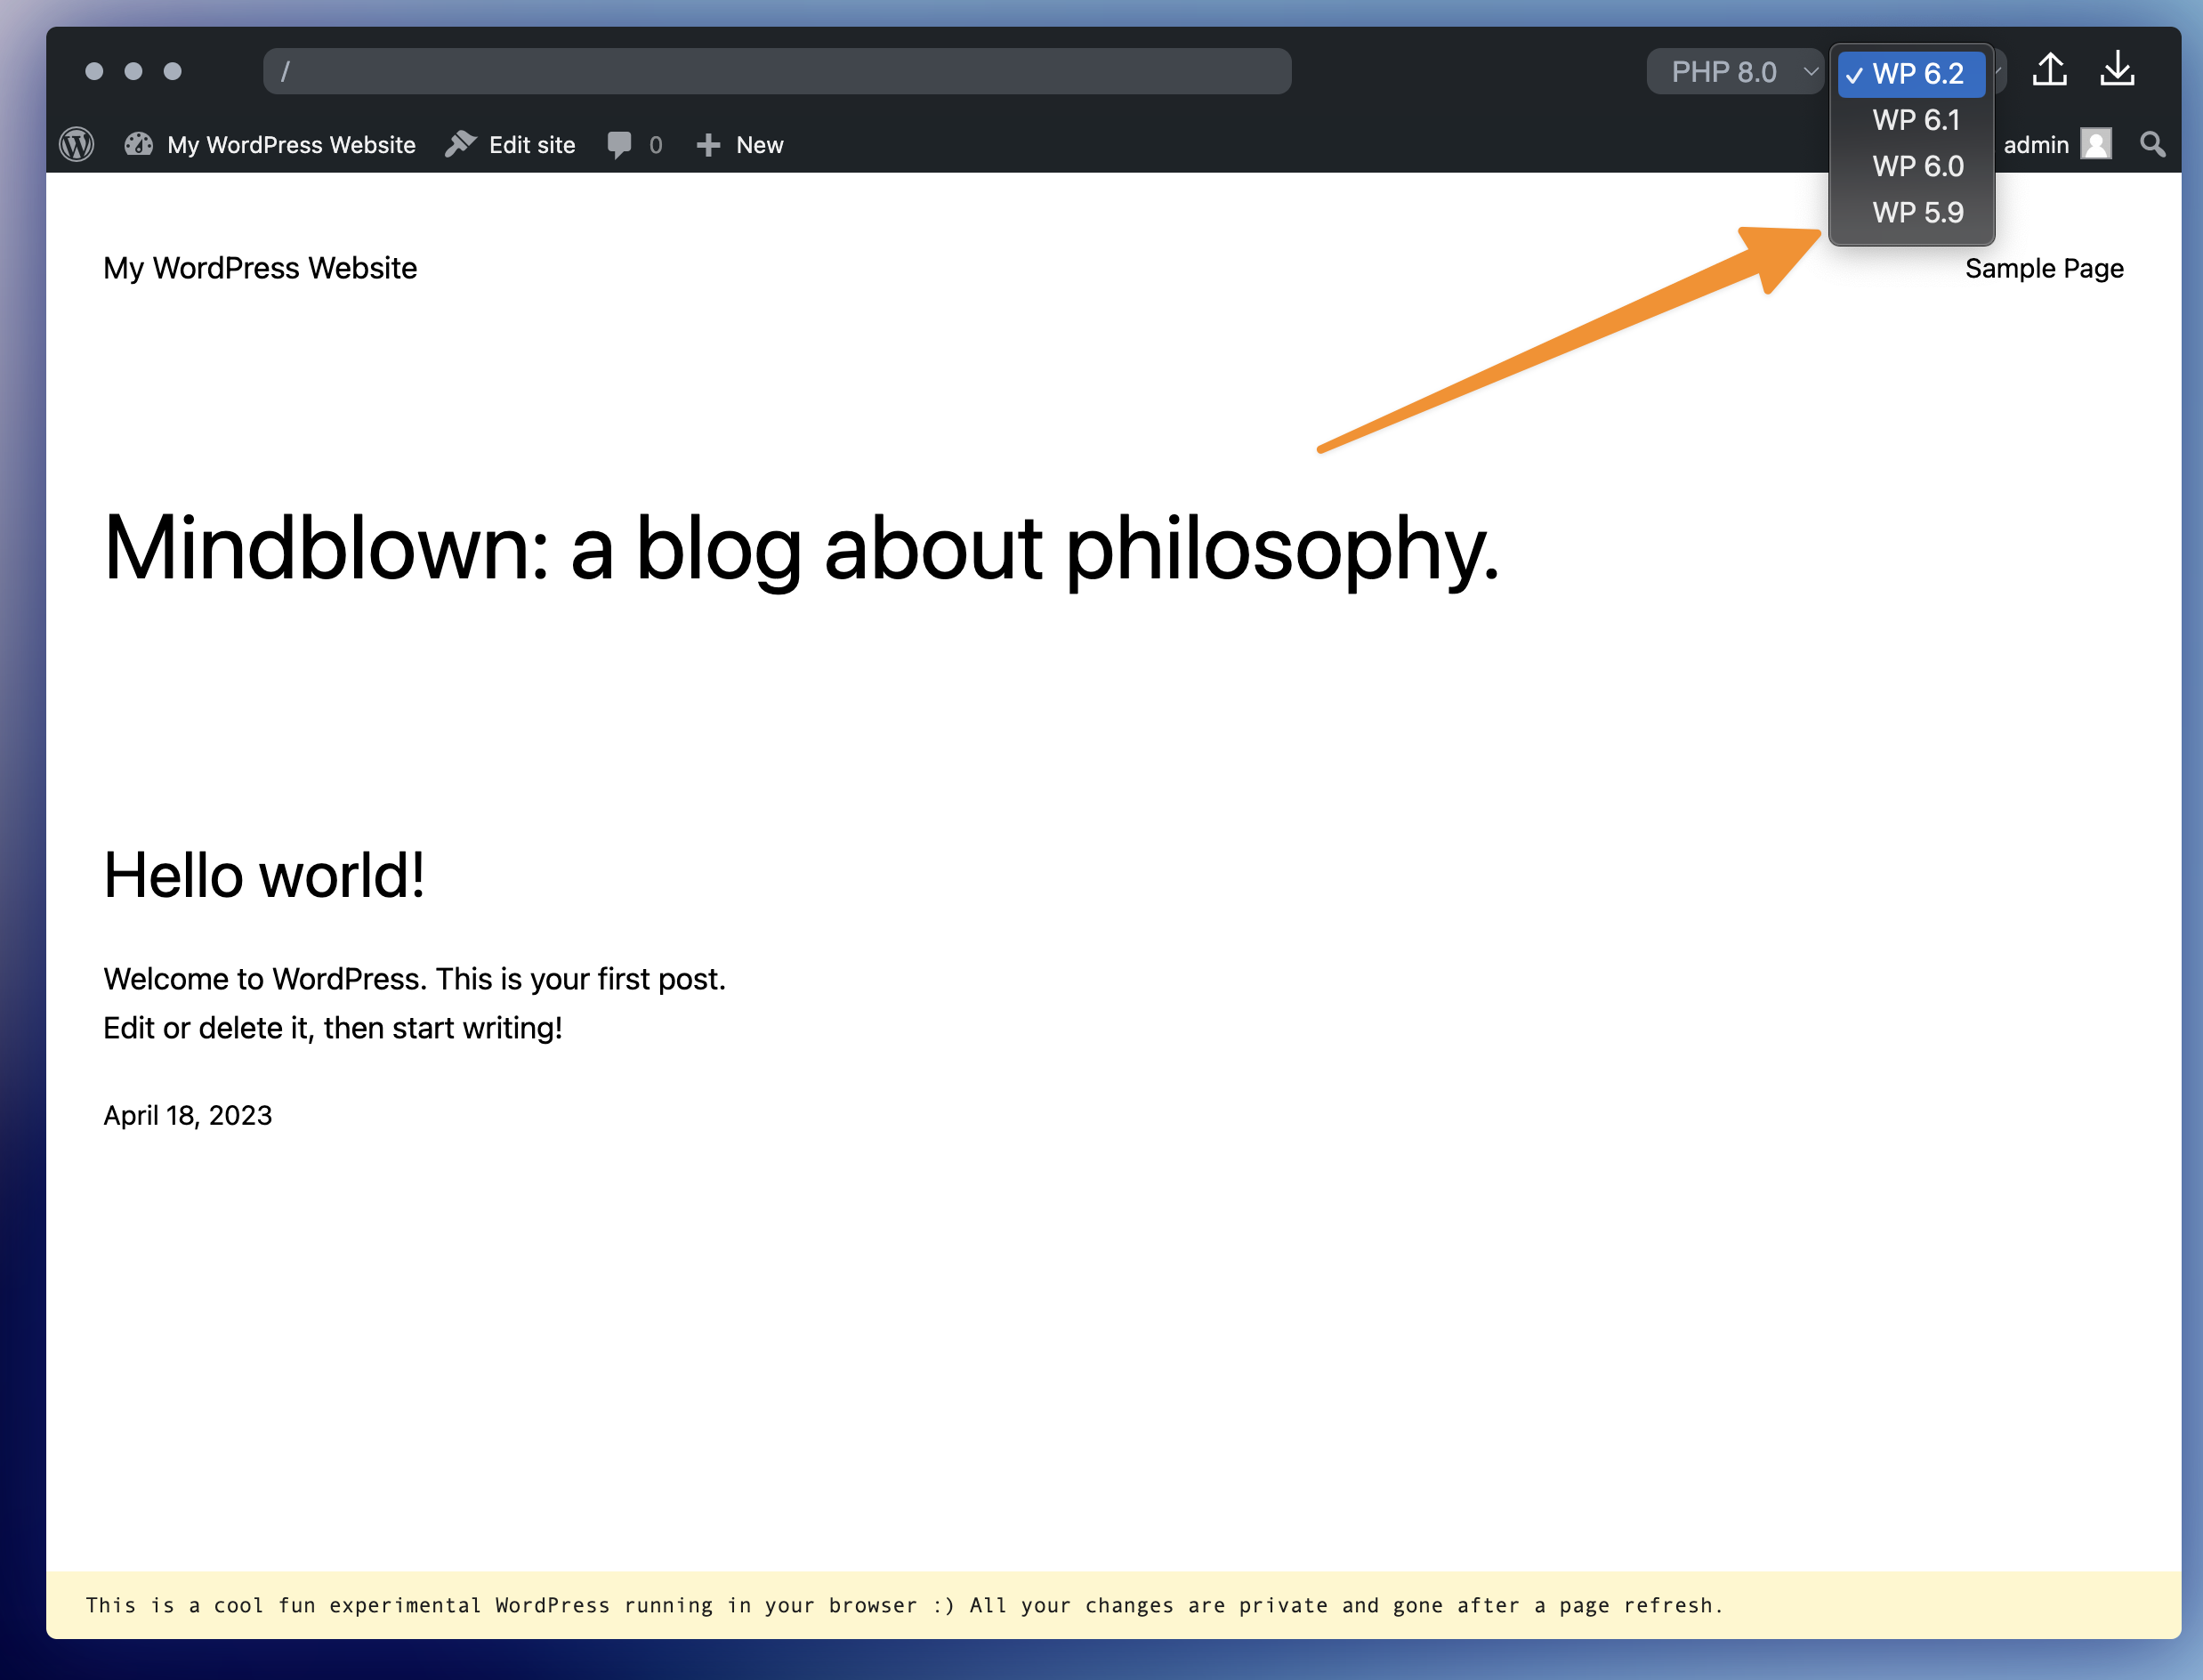 /
PHP 8.0
✓ WP 6.2
WP 6.1
WP 6.0
WP 5.9
My WordPress Website
Edit site
0
New
admin
My WordPress Website
Sample Page
Mindblown: a blog about philosophy.
Hello world!
Welcome to WordPress. This is your first post.
Edit or delete it, then start writing!
April 18, 2023
This is a cool fun experimental WordPress running in your browser :) All your changes are private and gone after a page refresh.